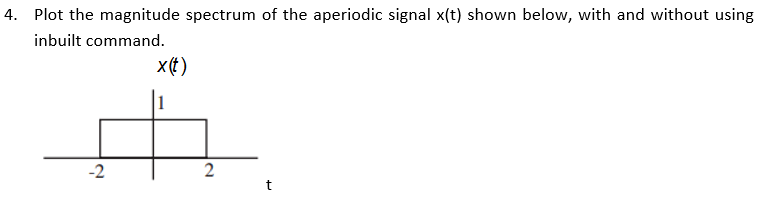 4. Plot the magnitude spectrum of the aperiodic signal x(t) shown below, with and without using
inbuilt command.
x(t)
1
-2
2
t